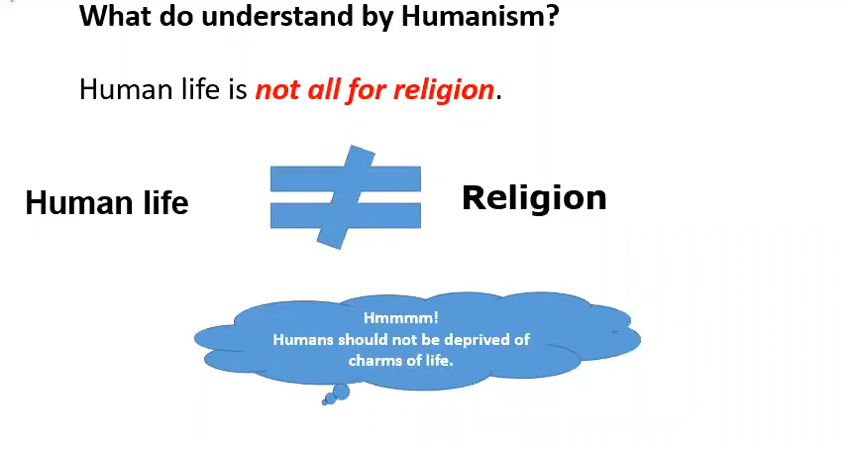 What do understand by Humanism?
Human life is not all for religion.
Human life
Religion
Hmmmm!
Humans should not be deprived of
charms of life.